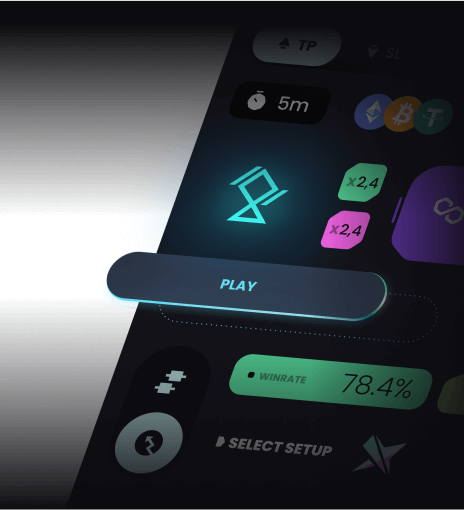 TP
SL
5m
x2,4
x2,4
PLAY
WINRATE
78.4%
SELECT SETUP